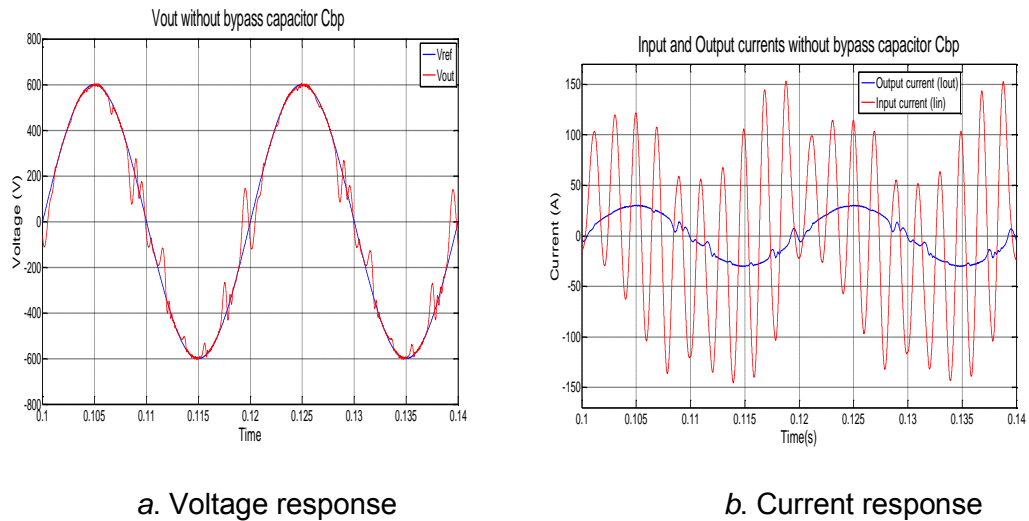 Vout without bypass capacitor Cbp
Vref
Vout
Voltage (V)
800
600
400
200
0
-200
-400
-600
-800
0.1
0.105
0.11
0.115
0.12
0.125
0.13
0.135
0.14
Time
a. Voltage response
Input and Output currents without bypass capacitor Cbp
Output current (Iout)
Input current (Iin)
Current (A)
150
100
50
0
-50
-100
-150
0.1
0.105
0.11
0.115
0.12
0.125
0.13
0.135
0.14
Time(s)
b. Current response